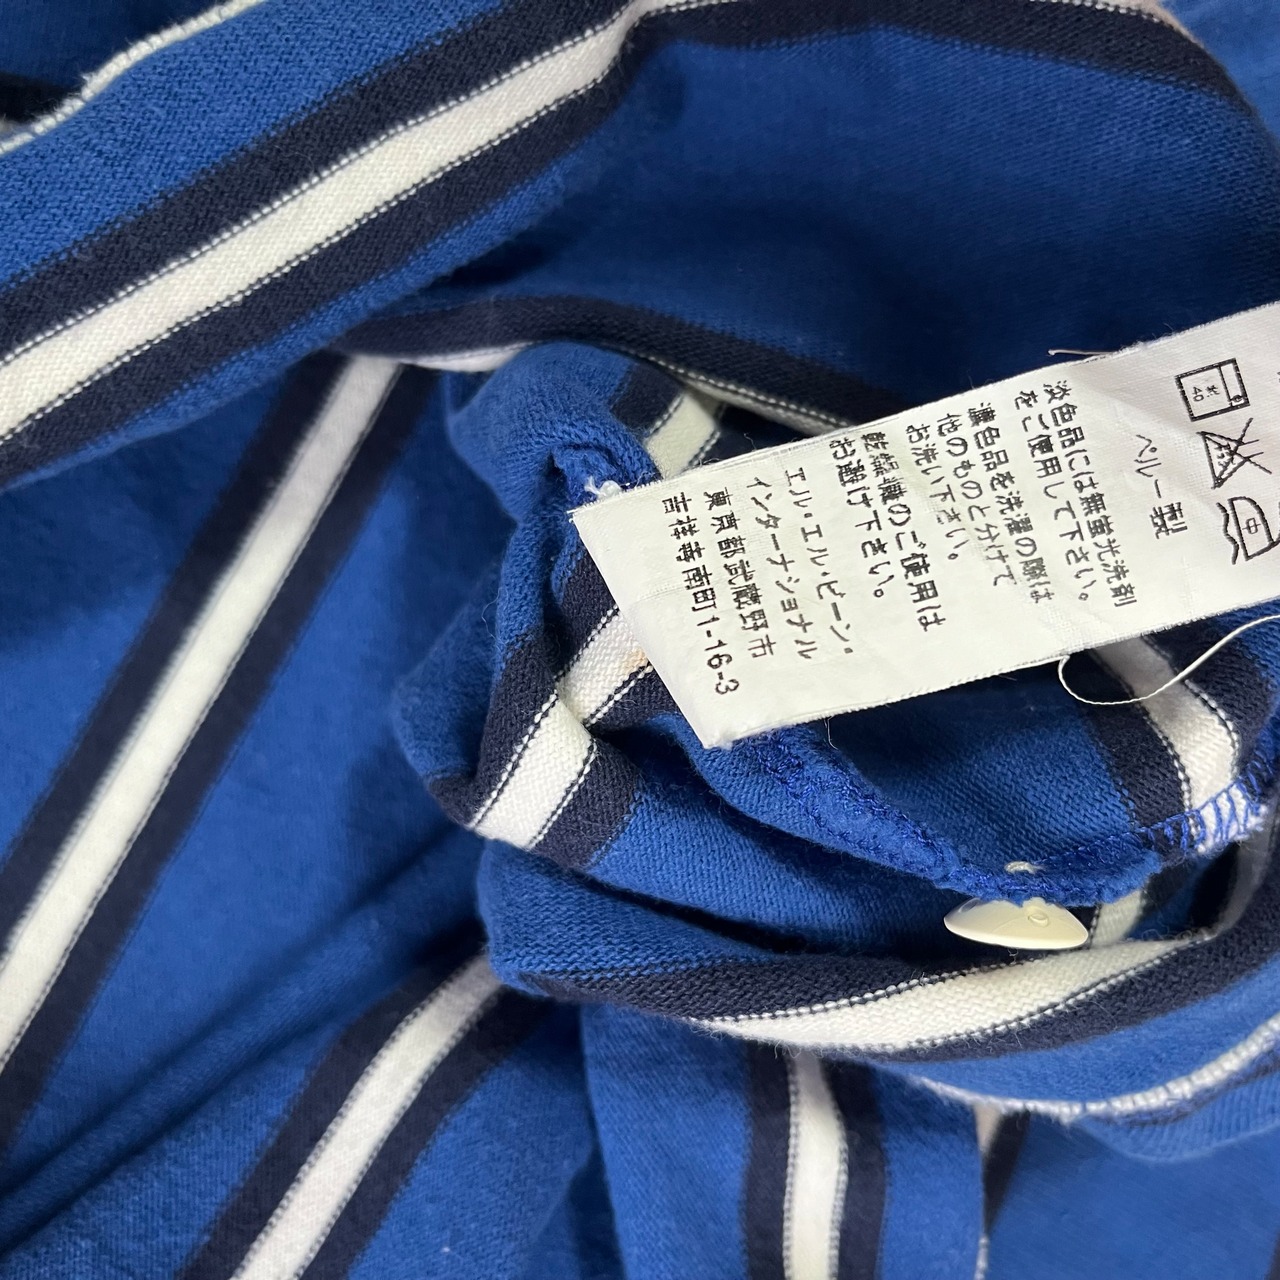 40
ペルー製
淡色品には無蛍光洗剤
をご使用して下さい。
濃色品を洗濯の際は
他のものと分けて
お洗い下さい。
乾燥機のご使用は
お避け下さい。
エル・エル・ビーン・
インターナショナル
東京都武蔵野市
吉祥寺南町1-16-3